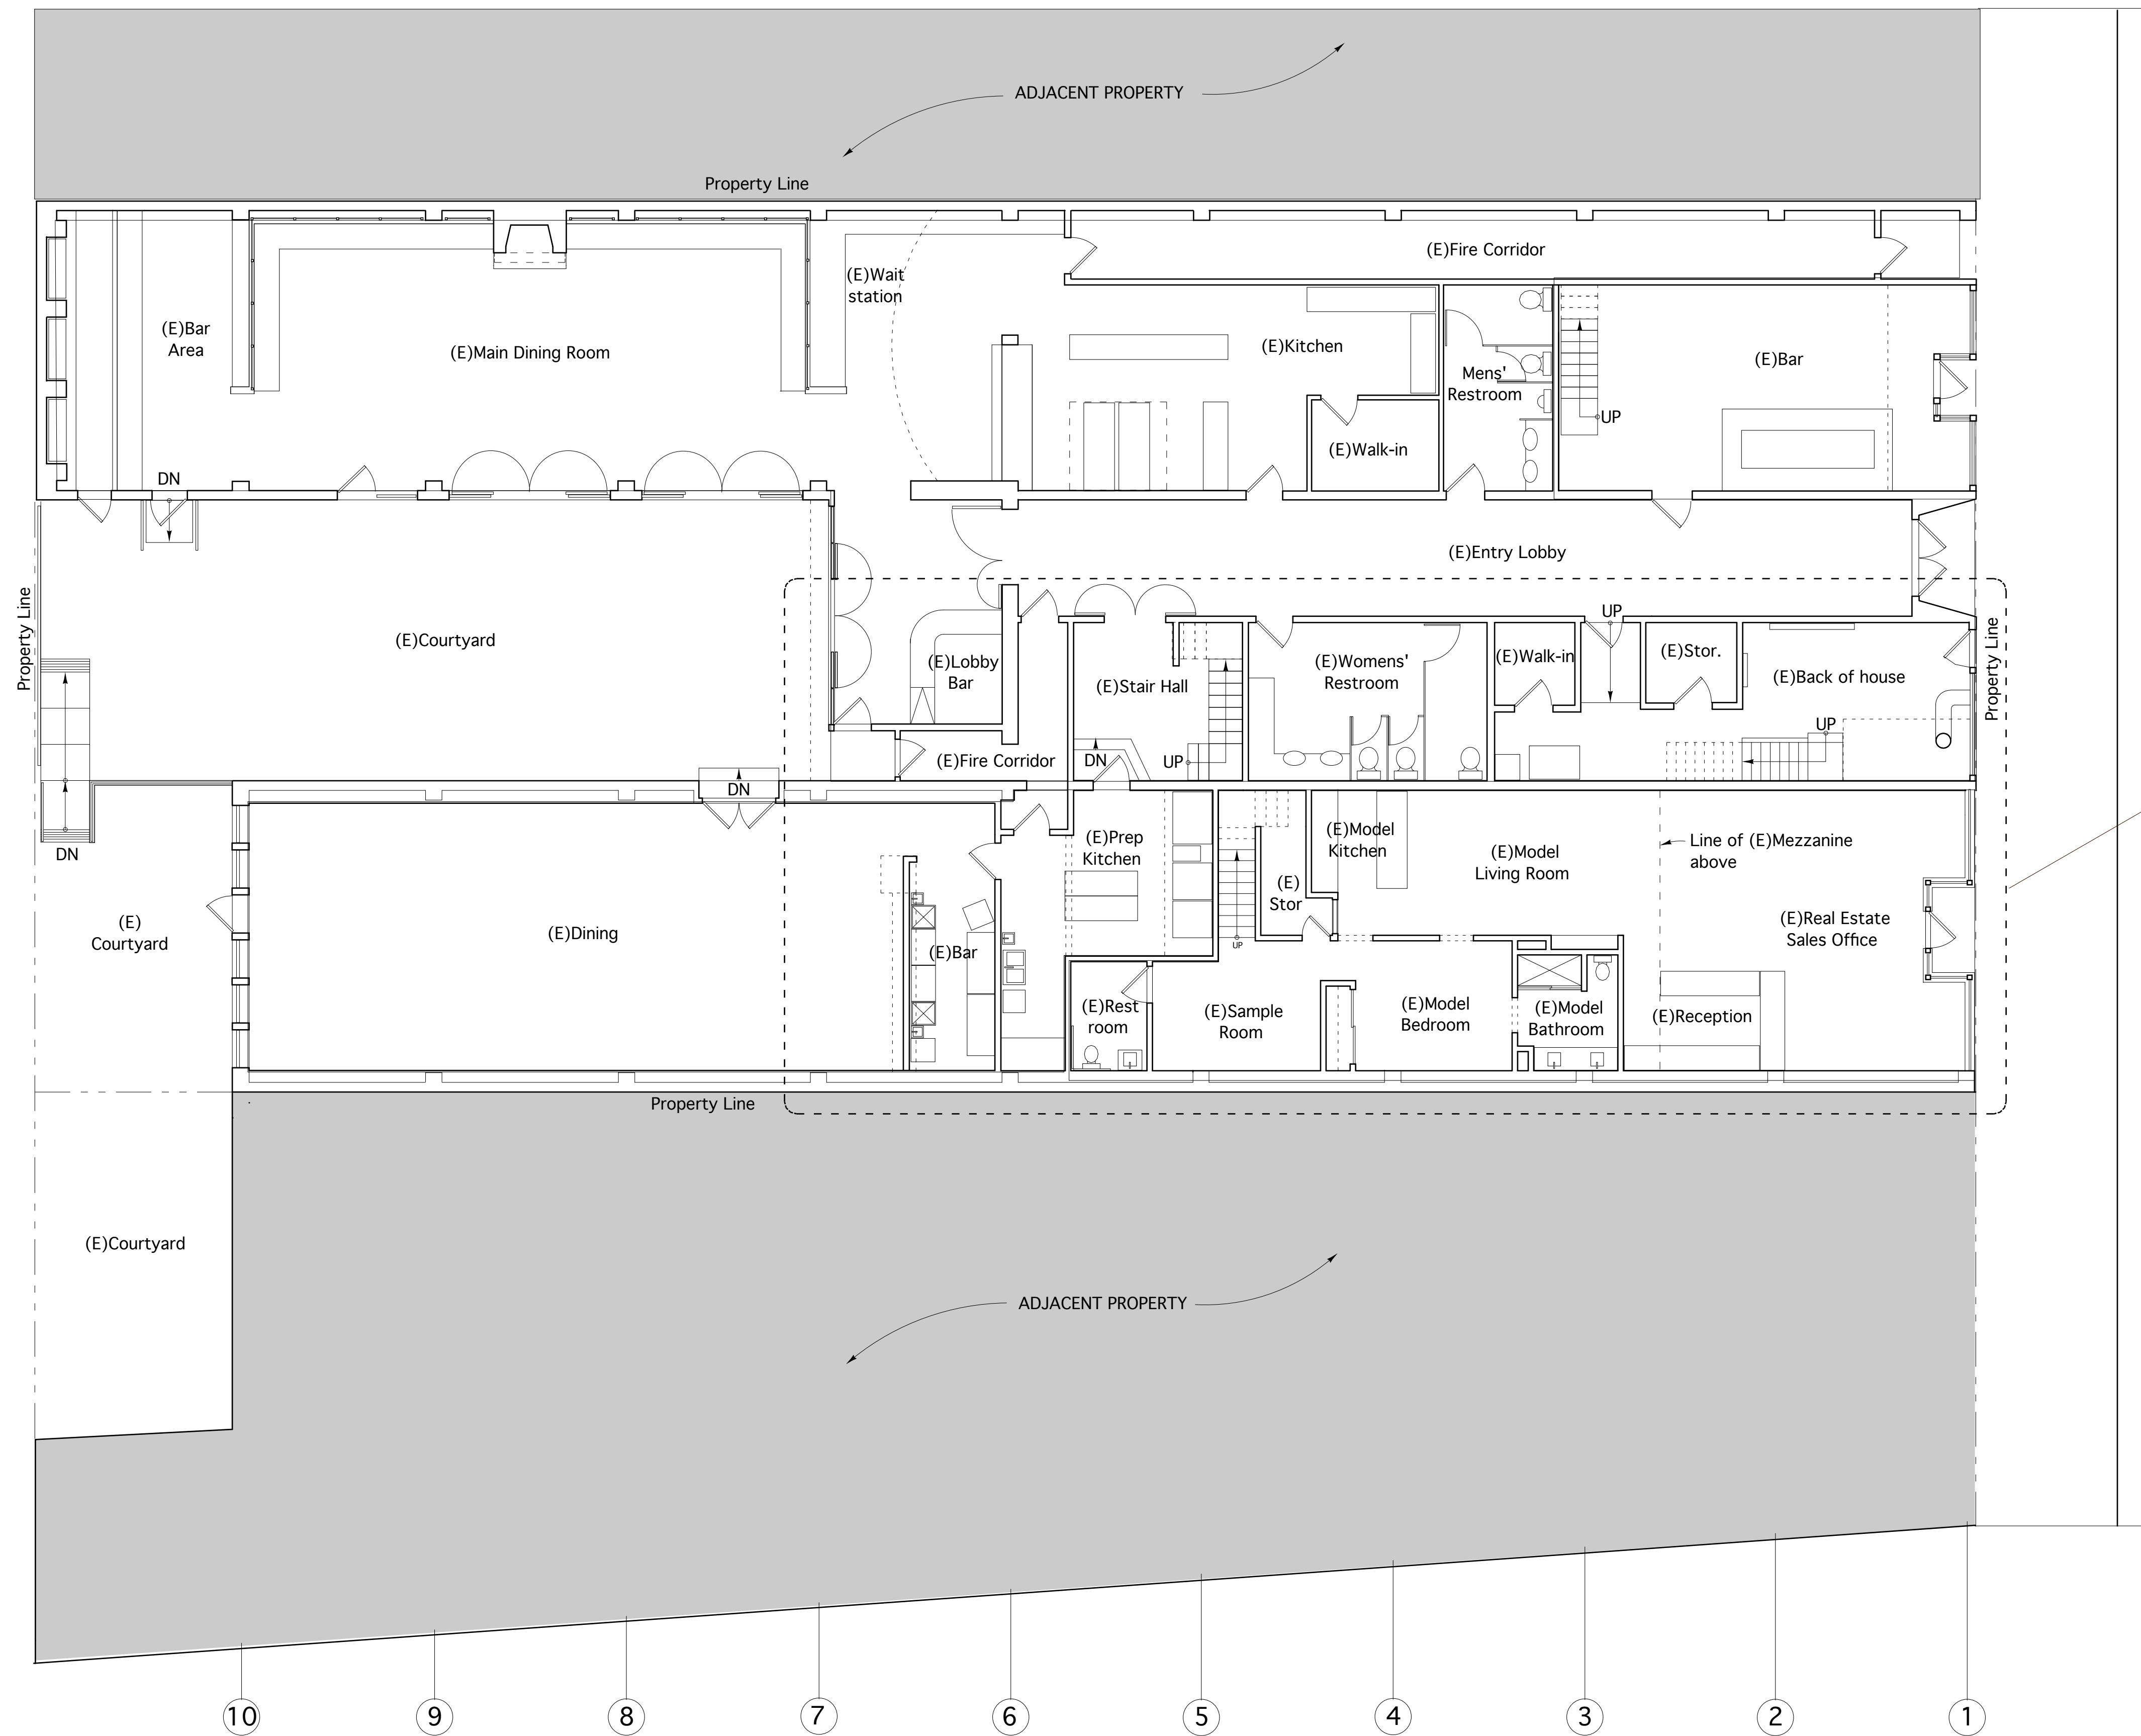 ADJACENT PROPERTY
Property Line
(E)Fire Corridor
(E)Wait
station
(E)Bar
Area
(E)Main Dining Room
(E)Kitchen
Mens'
Restroom
(E)Bar
UP
(E)Walk-in
DN
(E)Entry Lobby
Property Line
(E)Courtyard
(E)Lobby
Bar
(E)Stair Hall
(E)Womens'
Restroom
(E)Walk-in
UP
(E)Stor.
(E)Back of house
UP
Property Line
(E)Fire Corridor
DN
UP
DN
DN
(E)Prep
Kitchen
(E)Model
Kitchen
(E)Model
Living Room
Line of (E)Mezzanine
above
(E)
Stor
UP
(E)
Courtyard
(E)Dining
(E)Bar
(E)Real Estate
Sales Office
(E)Rest
room
(E)Sample
Room
(E)Model
Bedroom
(E)Model
Bathroom
(E)Reception
Property Line
(E)Courtyard
ADJACENT PROPERTY
10
9
8
7
6
5
4
3
2
1